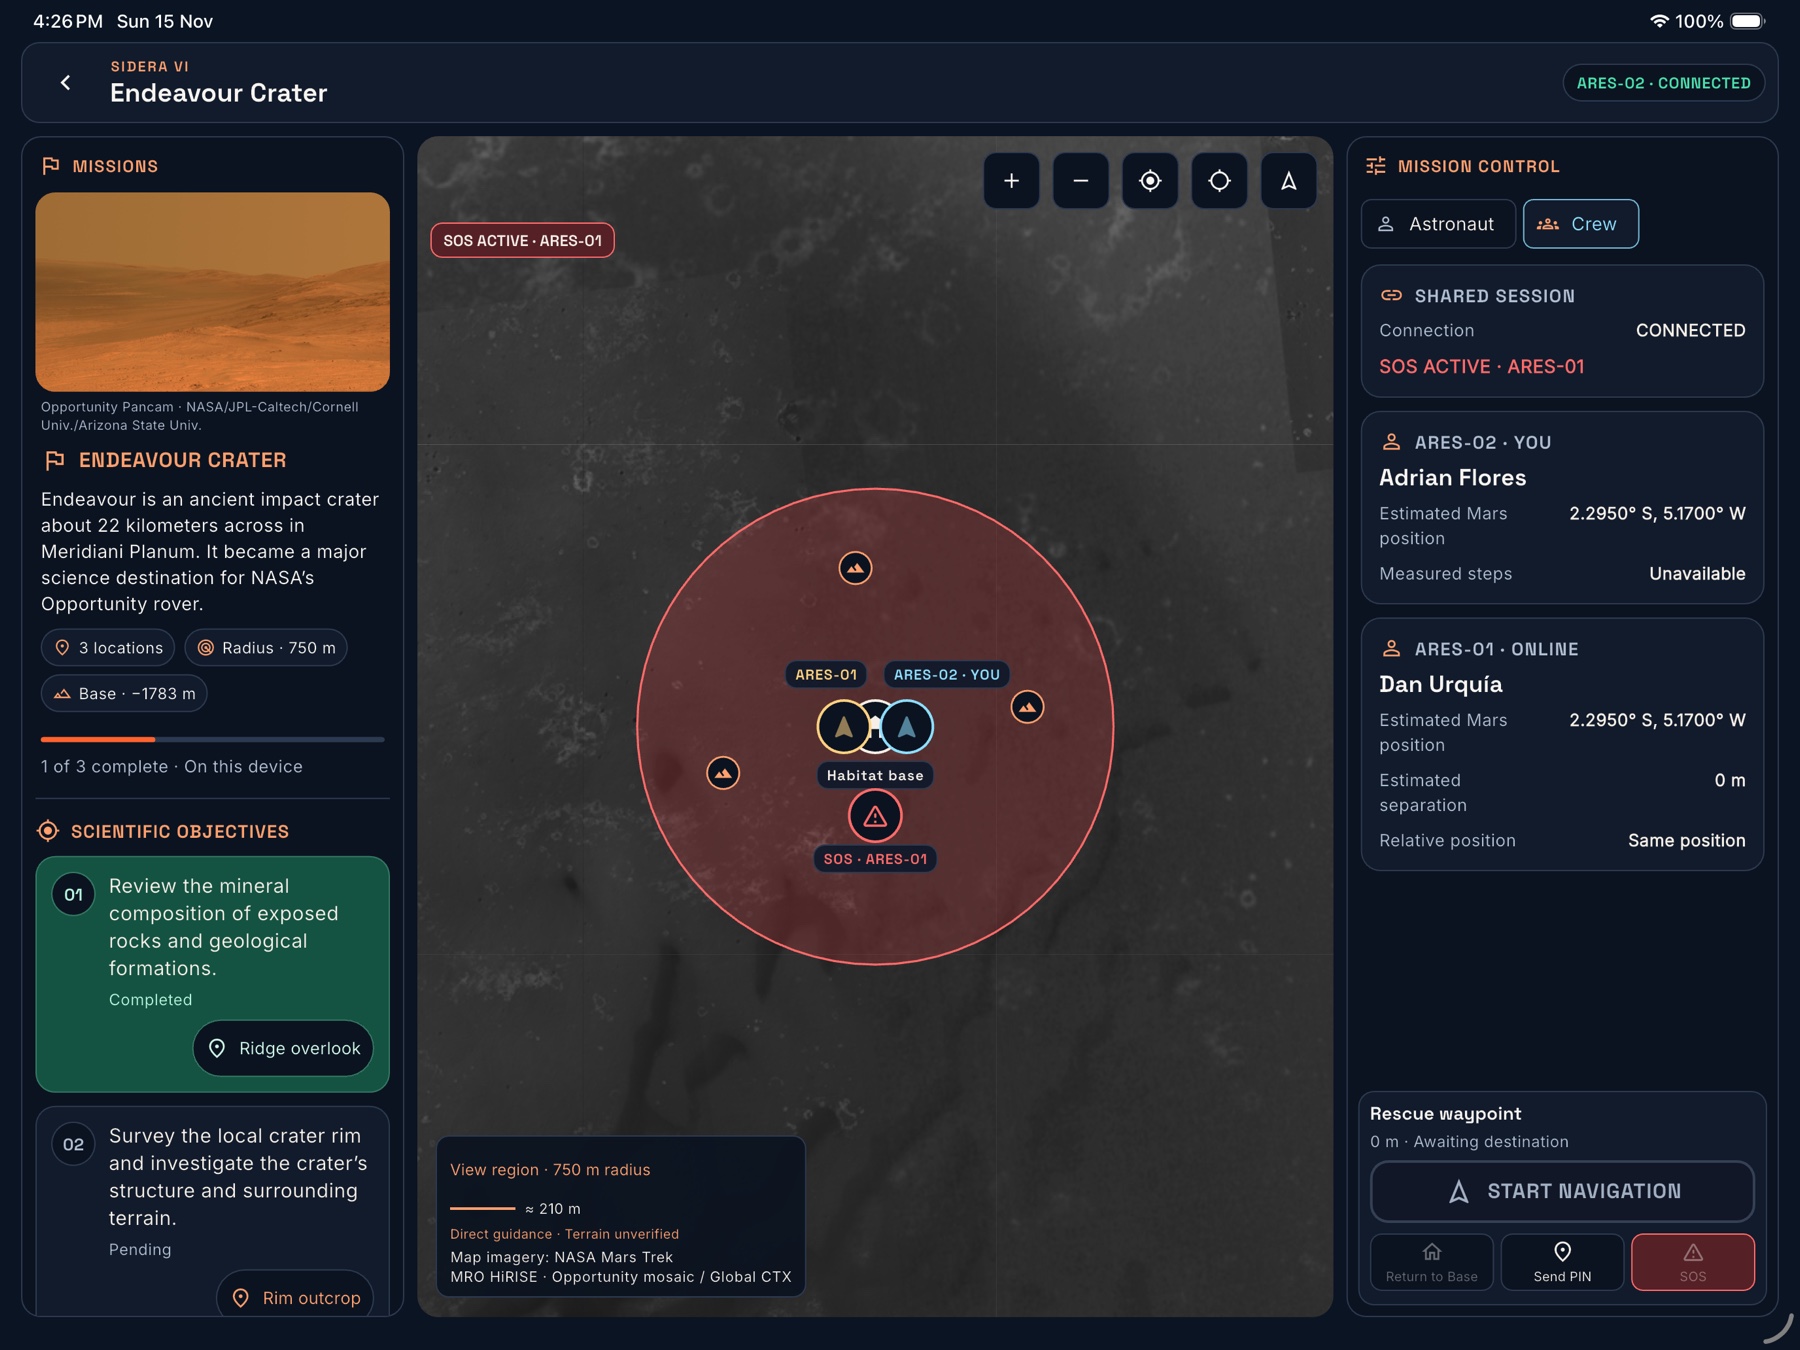 4:26 PM Sun 15 Nov
100%
SIDERA VI
Endeavour Crater
ARES-02 · CONNECTED
MISSIONS
Opportunity Pancam · NASA/JPL-Caltech/Cornell
Univ./Arizona State Univ.
ENDEAVOUR CRATER
Endeavour is an ancient impact crater
about 22 kilometers across in
Meridiani Planum. It became a major
science destination for NASA’s
Opportunity rover.
3 locations
Radius · 750 m
Base · −1783 m
1 of 3 complete · On this device
SCIENTIFIC OBJECTIVES
01
Review the mineral
composition of exposed
rocks and geological
formations.
Completed
Ridge overlook
02
Survey the local crater rim
and investigate the crater’s
structure and surrounding
terrain.
Pending
Rim outcrop
SOS ACTIVE · ARES-01
ARES-01
ARES-02 · YOU
Habitat base
SOS · ARES-01
View region · 750 m radius
≈ 210 m
Direct guidance · Terrain unverified
Map imagery: NASA Mars Trek
MRO HiRISE · Opportunity mosaic / Global CTX
MISSION CONTROL
Astronaut
Crew
SHARED SESSION
Connection CONNECTED
SOS ACTIVE · ARES-01
ARES-02 · YOU
Adrian Flores
Estimated Mars position 2.2950° S, 5.1700° W
Measured steps Unavailable
ARES-01 · ONLINE
Dan Urquía
Estimated Mars position 2.2950° S, 5.1700° W
Estimated separation 0 m
Relative position Same position
Rescue waypoint
0 m · Awaiting destination
START NAVIGATION
Return to Base
Send PIN
SOS